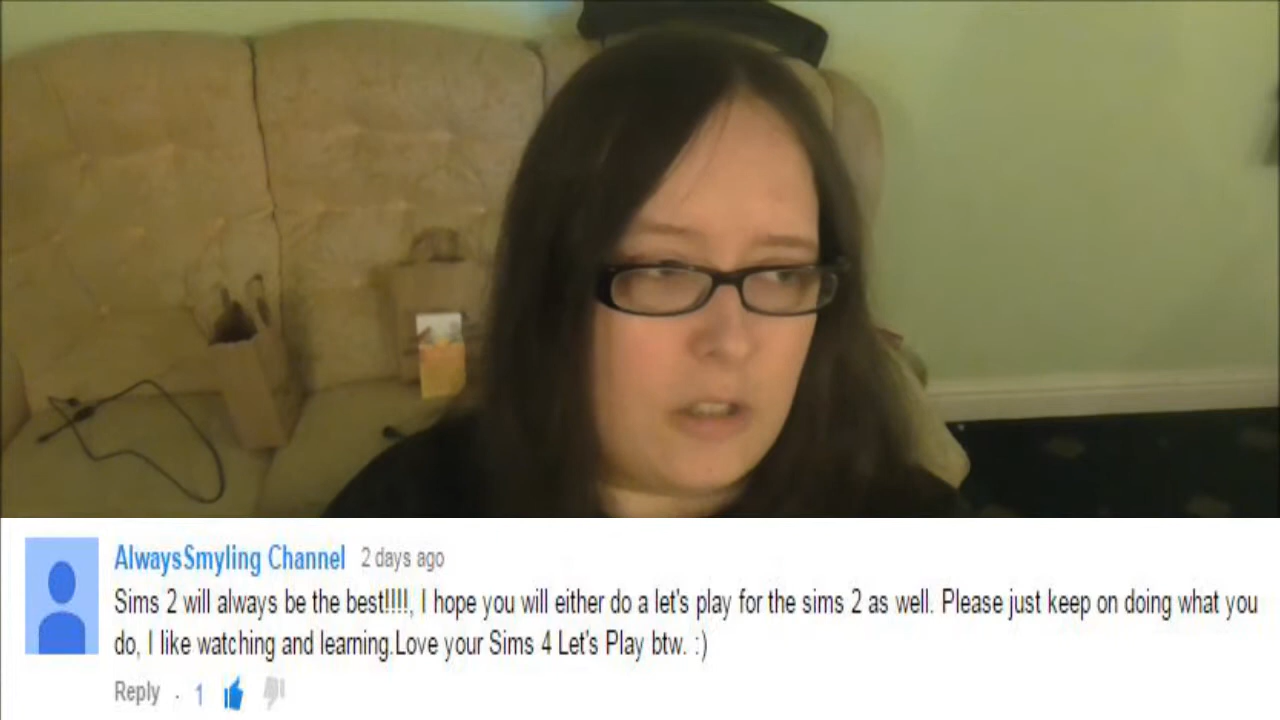 AlwaysSmyling Channel 2 days ago
Sims 2 will always be the best!!!!, I hope you will either do a let's play for the sims 2 as well. Please just keep on doing what you
do, I like watching and learning.Love your Sims 4 Let's Play btw. :)
Reply . 1